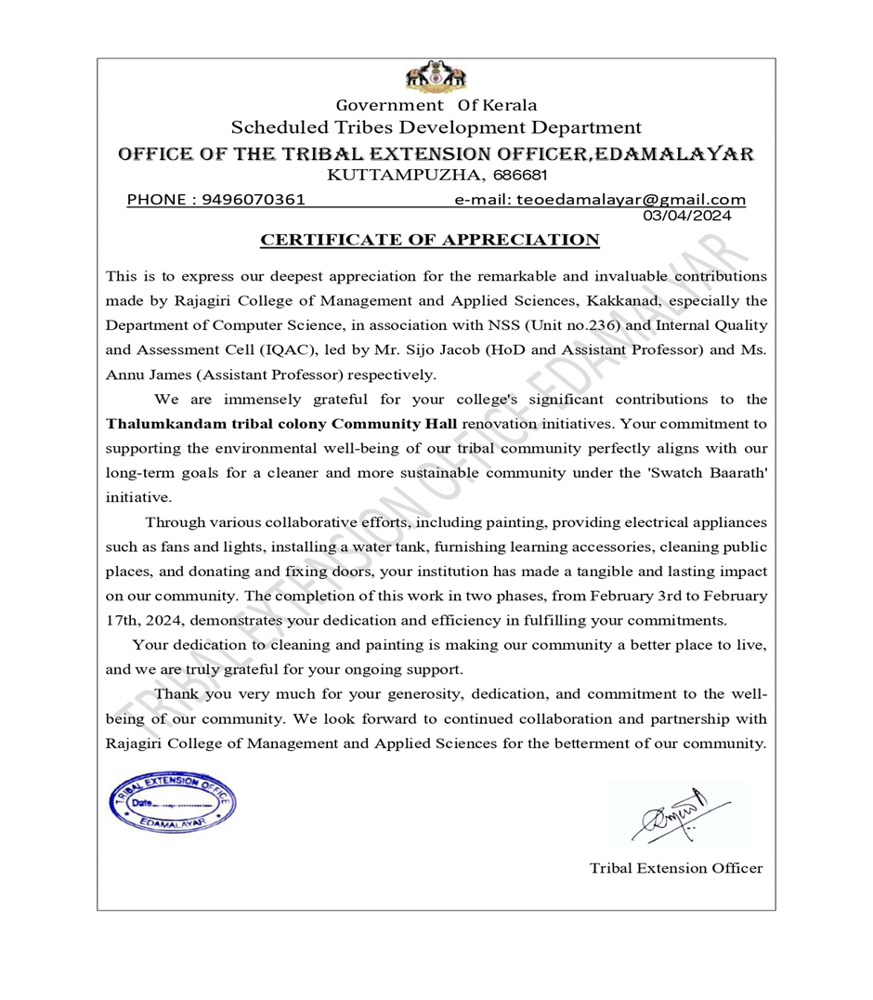 Government Of Kerala
Scheduled Tribes Development Department
OFFICE OF THE TRIBAL EXTENSION OFFICER,EDAMALAYAR
KUTTAMPUZHA, 686681
PHONE : 9496070361 e-mail: teoedamalayar@gmail.com
03/04/2024
CERTIFICATE OF APPRECIATION
This is to express our deepest appreciation for the remarkable and invaluable contributions
made by Rajagiri College of Management and Applied Sciences, Kakkanad, especially the
Department of Computer Science, in association with NSS (Unit no.236) and Internal Quality
and Assessment Cell (IQAC), led by Mr. Sijo Jacob (HoD and Assistant Professor) and Ms.
Annu James (Assistant Professor) respectively.
We are immensely grateful for your college's significant contributions to the
Thalumkandam tribal colony Community Hall renovation initiatives. Your commitment to
supporting the environmental well-being of our tribal community perfectly aligns with our
long-term goals for a cleaner and more sustainable community under the 'Swatch Baarath'
initiative.
Through various collaborative efforts, including painting, providing electrical appliances
such as fans and lights, installing a water tank, furnishing learning accessories, cleaning public
places, and donating and fixing doors, your institution has made a tangible and lasting impact
on our community. The completion of this work in two phases, from February 3rd to February
17th, 2024, demonstrates your dedication and efficiency in fulfilling your commitments.
Your dedication to cleaning and painting is making our community a better place to live,
and we are truly grateful for your ongoing support.
Thank you very much for your generosity, dedication, and commitment to the well-
being of our community. We look forward to continued collaboration and partnership with
Rajagiri College of Management and Applied Sciences for the betterment of our community.
TRIBAL EXTENSION OFFICE EDAMALYAR
TRIBAL EXTENSION OFFICE
Date
EDAMALAYAR
Tribal Extension Officer